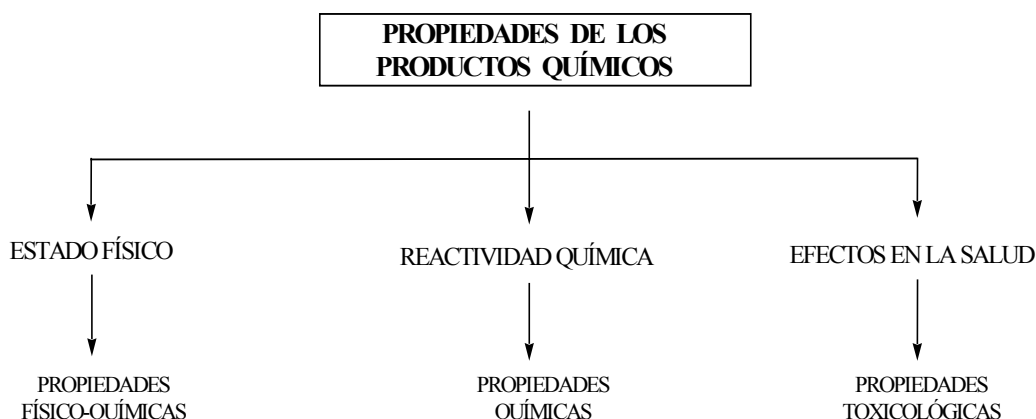 PROPIEDADES DE LOS
PRODUCTOS QUÍMICOS
ESTADO FÍSICO
REACTIVIDAD QUÍMICA
EFECTOS EN LA SALUD
PROPIEDADES
FÍSICO-QUÍMICAS
PROPIEDADES
QUÍMICAS
PROPIEDADES
TOXICOLÓGICAS